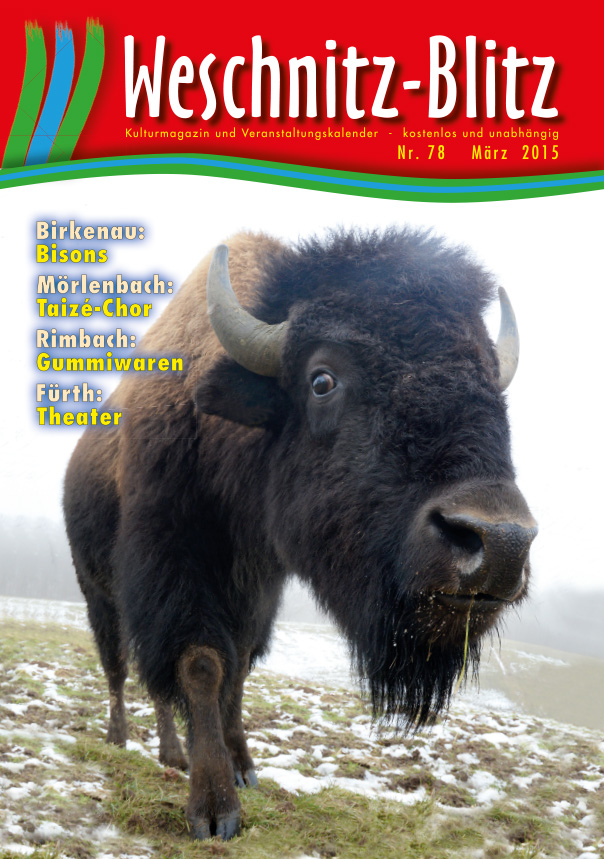 Weschnitz-Blitz
Kulturmagazin und Veranstaltungskalender - kostenlos und unabhängig
Nr. 78 März 2015
Birkenau:
Bisons
Mörlenbach:
Taizé-Chor
Rimbach:
Gummiwaren
Fürth:
Theater